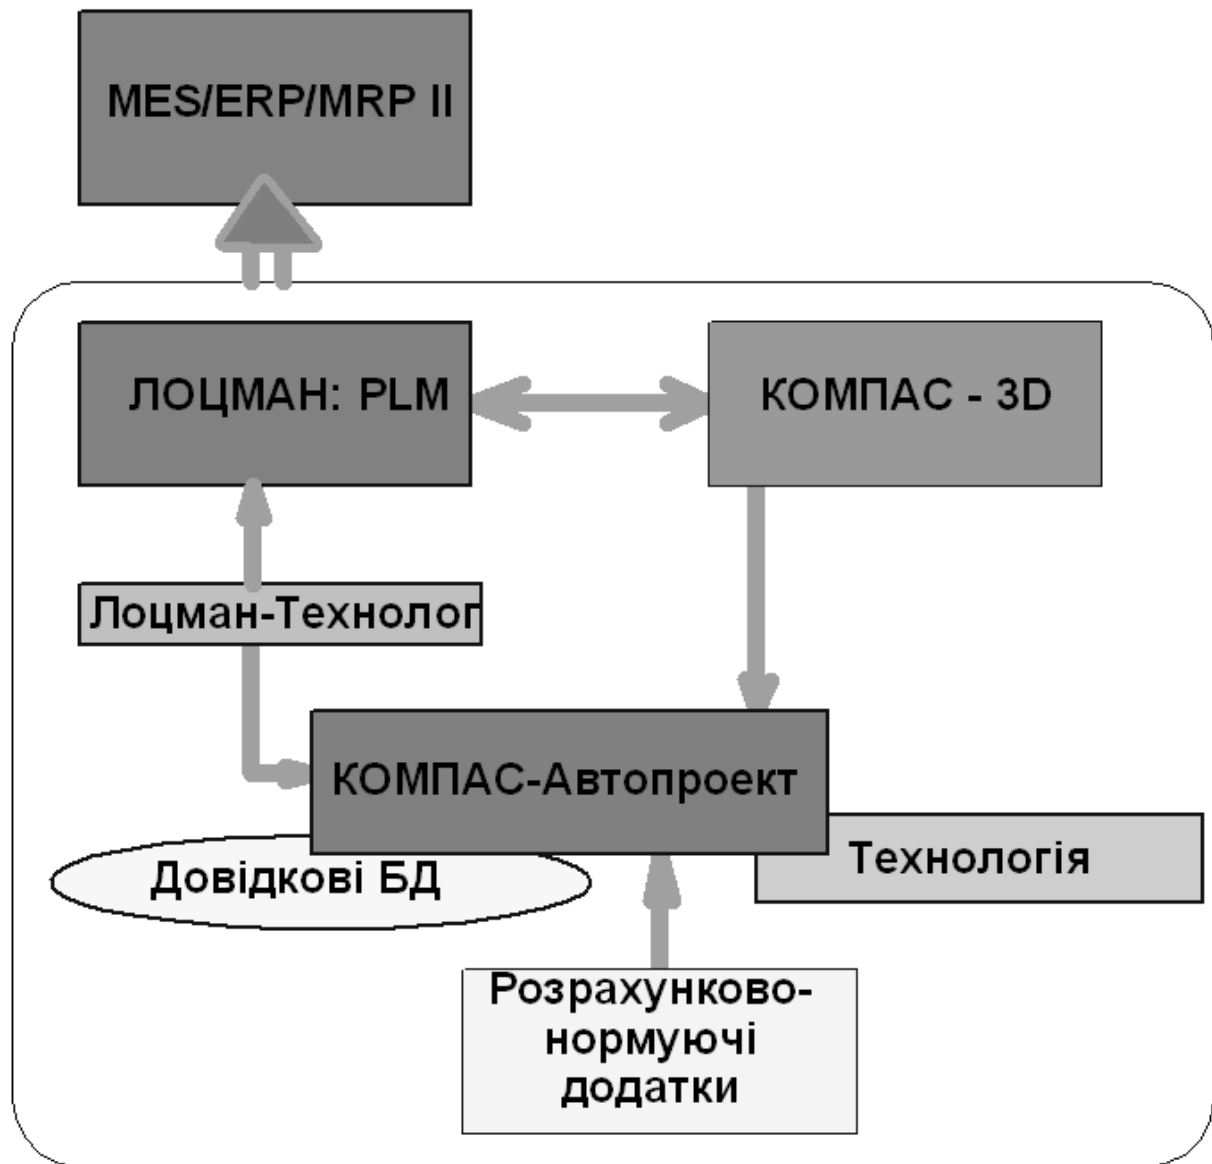 MES/ERP/MRP II
ЛОЦМАН: PLM
КОМПАС - 3D
Лоцман-Технолог
КОМПАС-Автопроект
Технологія
Довідкові БД
Розрахунково-
нормуючі
додатки